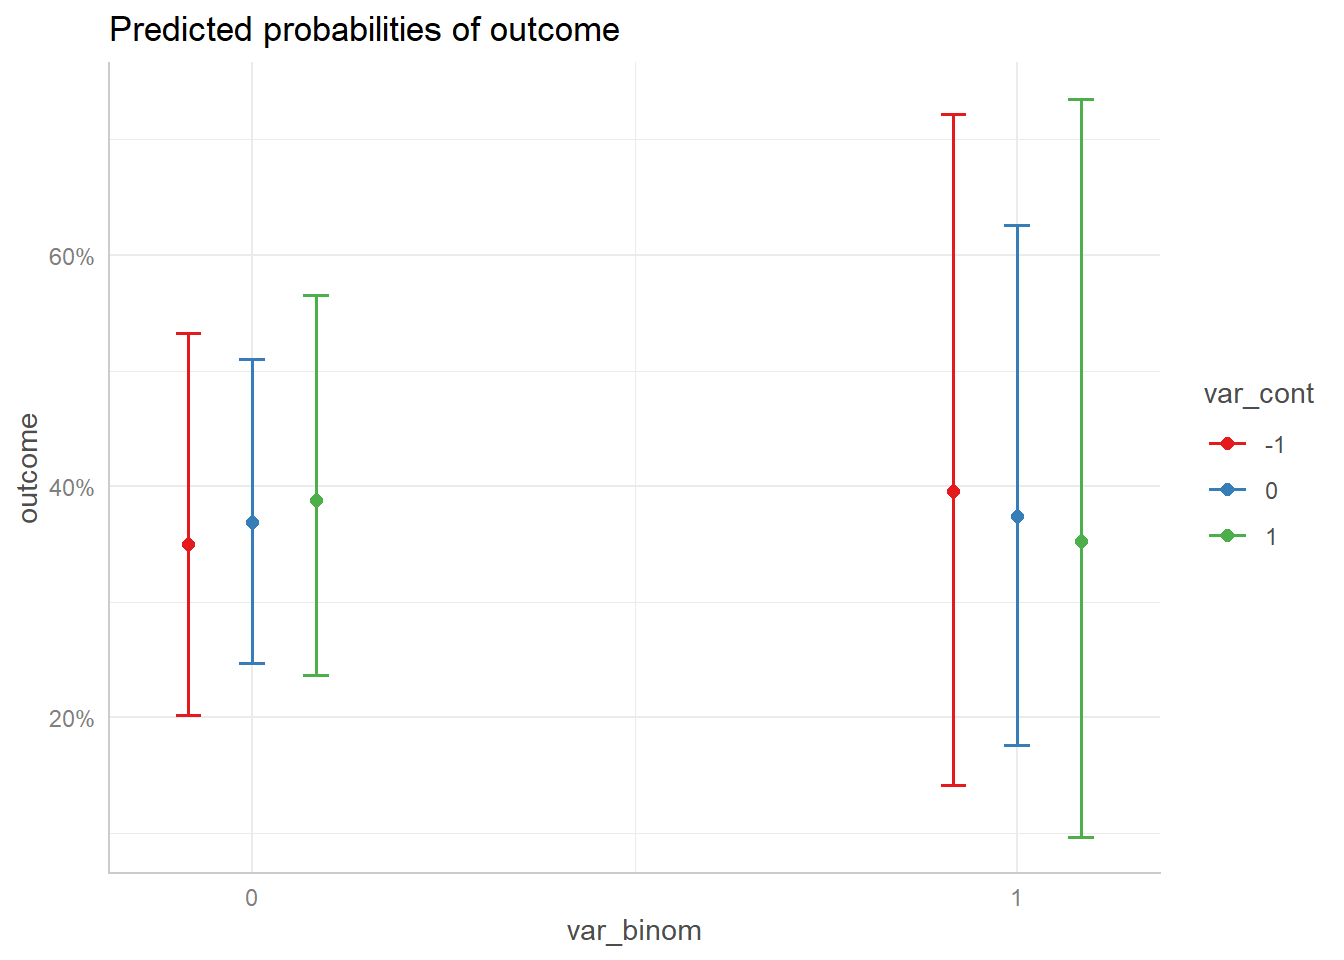 Predicted probabilities of outcome
60%
40%
20%
outcome
0
1
var_binom
var_cont
-1
0
1